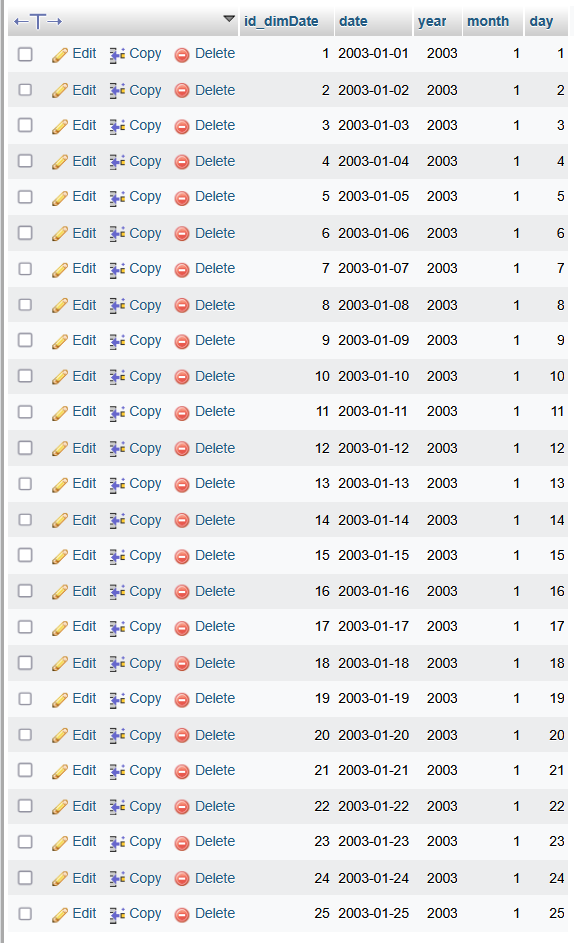 id_dimDate date year month day
Edit Copy Delete 1 2003-01-01 2003 1 1
Edit Copy Delete 2 2003-01-02 2003 1 2
Edit Copy Delete 3 2003-01-03 2003 1 3
Edit Copy Delete 4 2003-01-04 2003 1 4
Edit Copy Delete 5 2003-01-05 2003 1 5
Edit Copy Delete 6 2003-01-06 2003 1 6
Edit Copy Delete 7 2003-01-07 2003 1 7
Edit Copy Delete 8 2003-01-08 2003 1 8
Edit Copy Delete 9 2003-01-09 2003 1 9
Edit Copy Delete 10 2003-01-10 2003 1 10
Edit Copy Delete 11 2003-01-11 2003 1 11
Edit Copy Delete 12 2003-01-12 2003 1 12
Edit Copy Delete 13 2003-01-13 2003 1 13
Edit Copy Delete 14 2003-01-14 2003 1 14
Edit Copy Delete 15 2003-01-15 2003 1 15
Edit Copy Delete 16 2003-01-16 2003 1 16
Edit Copy Delete 17 2003-01-17 2003 1 17
Edit Copy Delete 18 2003-01-18 2003 1 18
Edit Copy Delete 19 2003-01-19 2003 1 19
Edit Copy Delete 20 2003-01-20 2003 1 20
Edit Copy Delete 21 2003-01-21 2003 1 21
Edit Copy Delete 22 2003-01-22 2003 1 22
Edit Copy Delete 23 2003-01-23 2003 1 23
Edit Copy Delete 24 2003-01-24 2003 1 24
Edit Copy Delete 25 2003-01-25 2003 1 25